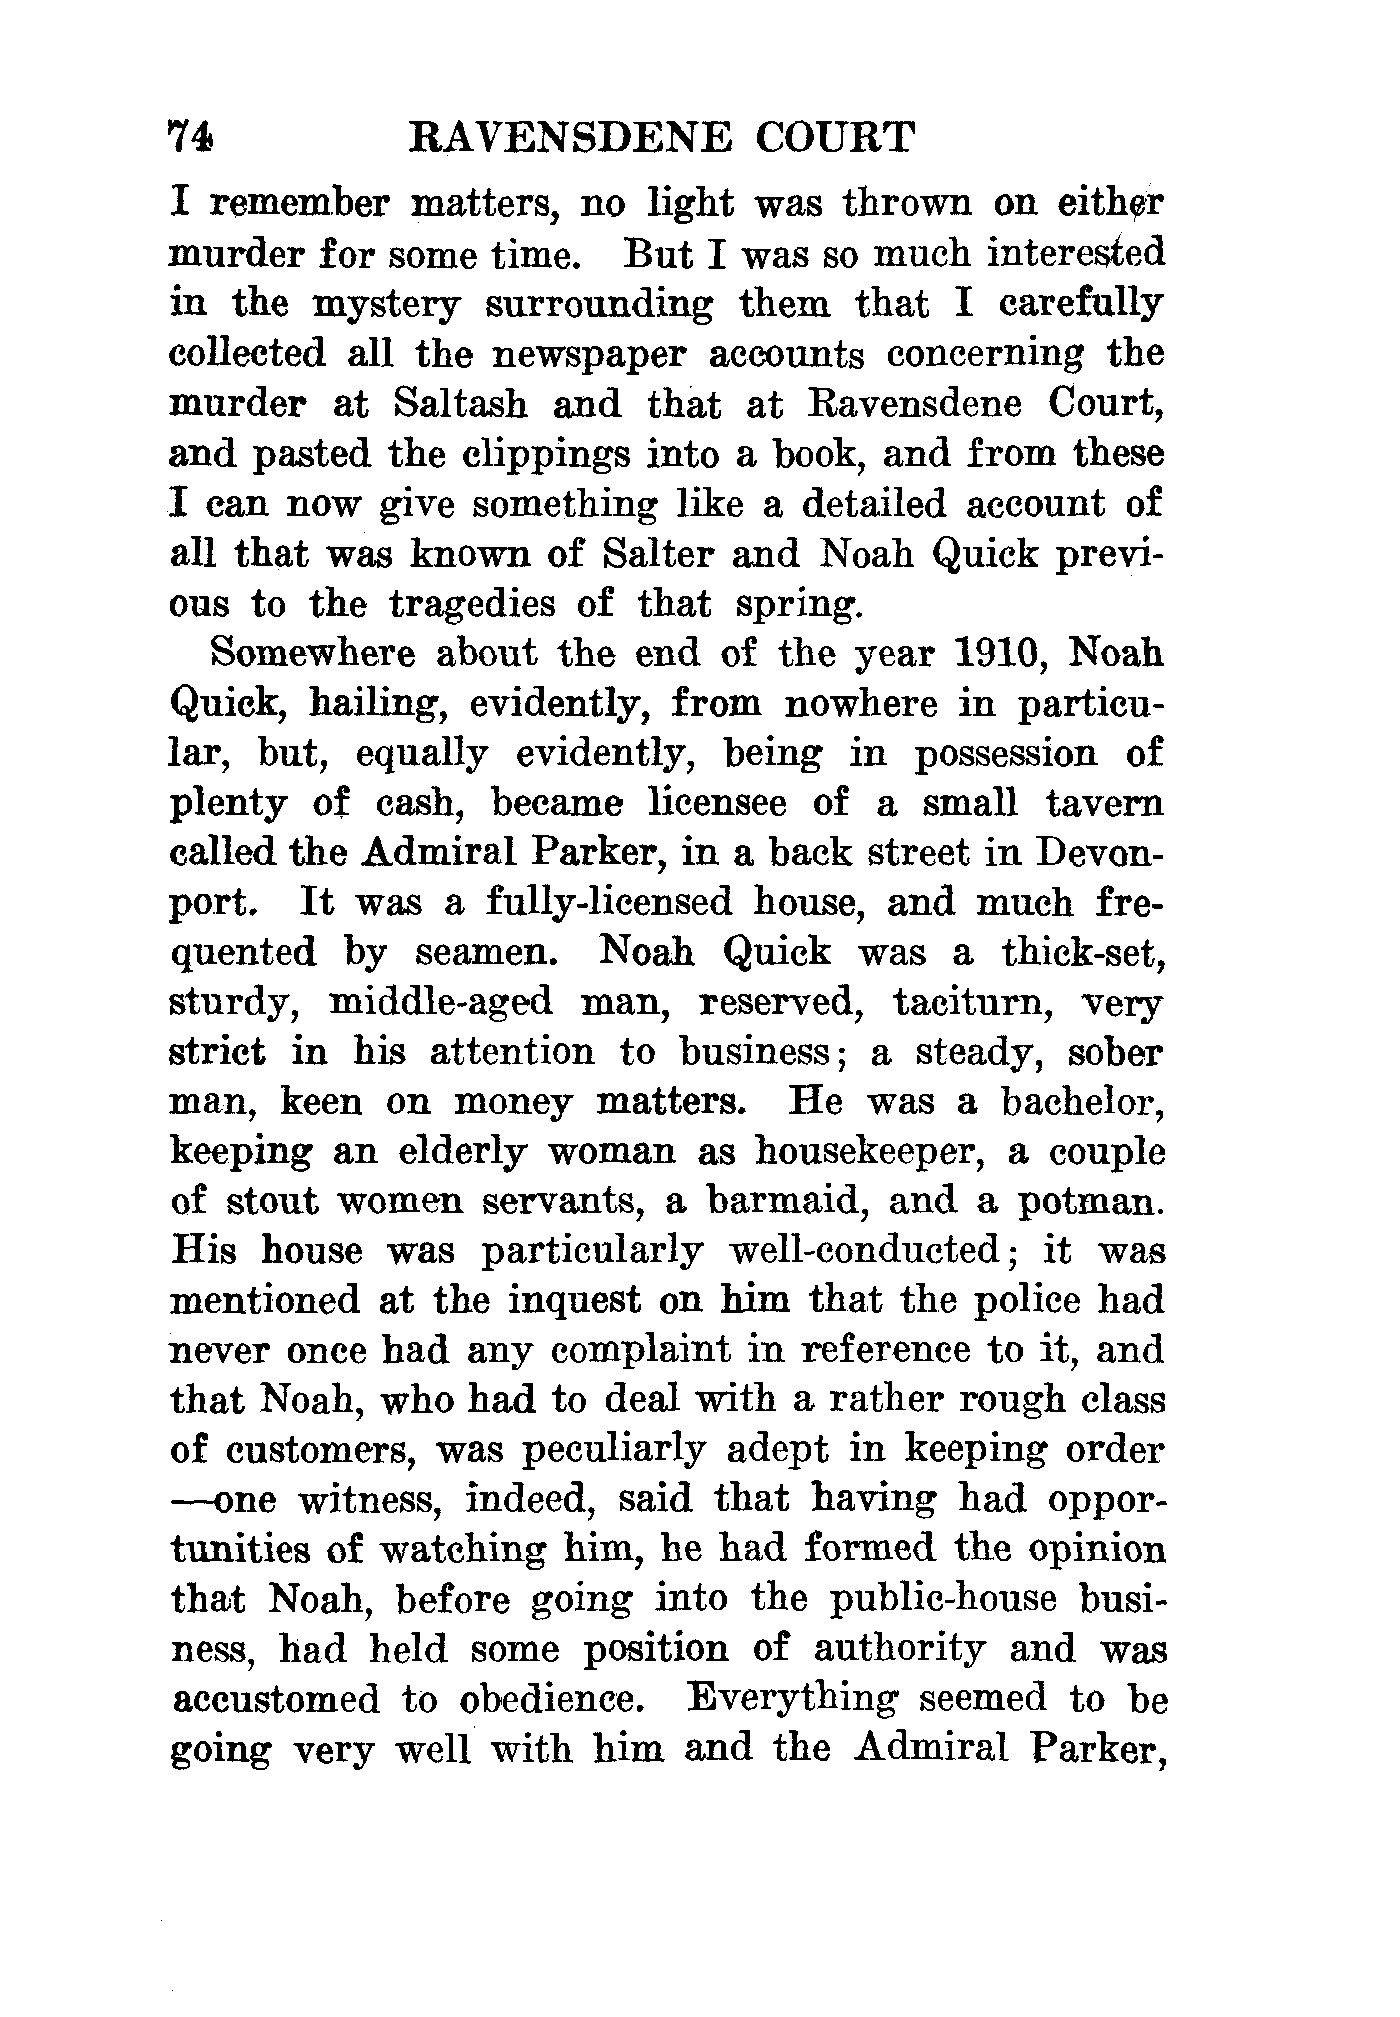 74 RAVENSDENE COURT
I remember matters, no light was thrown on either
murder for some time. But I was so much interested
in the mystery surrounding them that I carefully
collected all the newspaper accounts concerning the
murder at Saltash and that at Ravensdene Court,
and pasted the clippings into a book, and from these
I can now give something like a detailed account of
all that was known of Salter and Noah Quick previ-
ous to the tragedies of that spring.
Somewhere about the end of the year 1910, Noah
Quick, hailing, evidently, from nowhere in particu-
lar, but, equally evidently, being in possession of
plenty of cash, became licensee of a small tavern
called the Admiral Parker, in a back street in Devon-
port. It was a fully-licensed house, and much fre-
quented by seamen. Noah Quick was a thick-set,
sturdy, middle-aged man, reserved, taciturn, very
strict in his attention to business; a steady, sober
man, keen on money matters. He was a bachelor,
keeping an elderly woman as housekeeper, a couple
of stout women servants, a barmaid, and a potman.
His house was particularly well-conducted; it was
mentioned at the inquest on him that the police had
never once had any complaint in reference to it, and
that Noah, who had to deal with a rather rough class
of customers, was peculiarly adept in keeping order
—one witness, indeed, said that having had oppor-
tunities of watching him, he had formed the opinion
that Noah, before going into the public-house busi-
ness, had held some position of authority and was
accustomed to obedience. Everything seemed to be
going very well with him and the Admiral Parker,